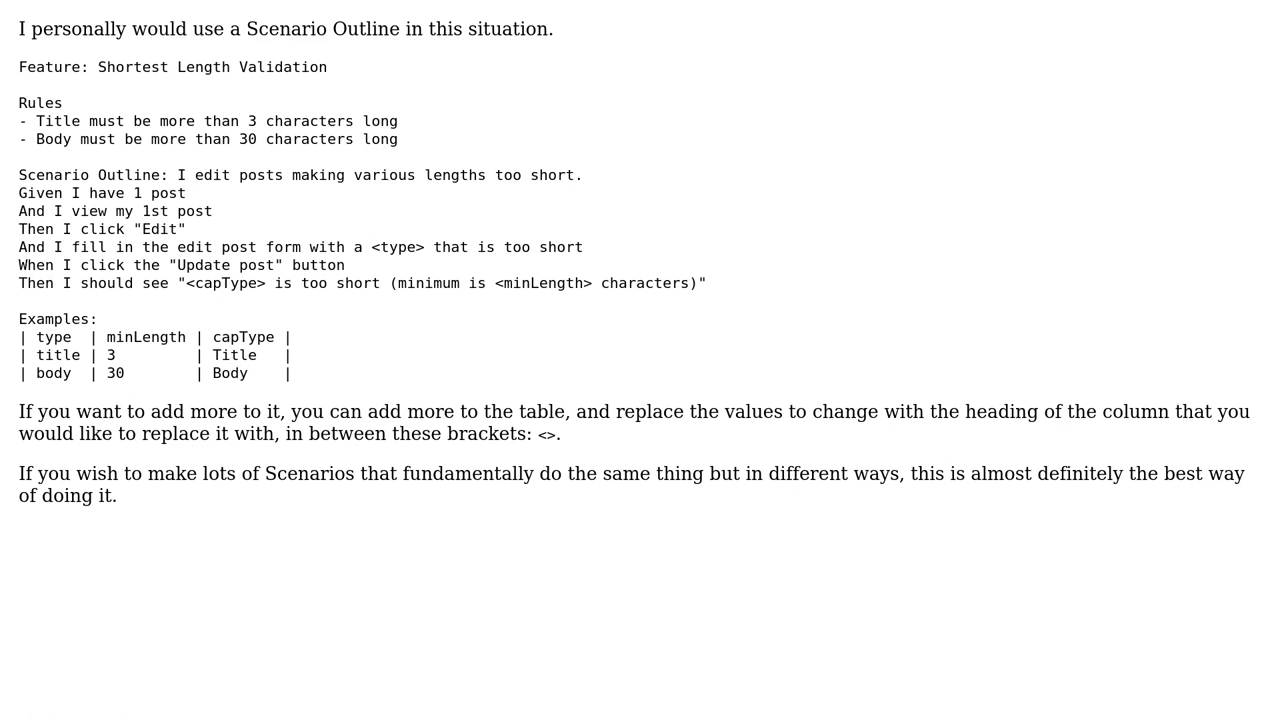 I personally would use a Scenario Outline in this situation.
Feature: Shortest Length Validation
Rules
- Title must be more than 3 characters long
- Body must be more than 30 characters long
Scenario Outline: I edit posts making various lengths too short.
Given I have 1 post
And I view my 1st post
Then I click "Edit"
And I fill in the edit post form with a <type> that is too short
When I click the "Update post" button
Then I should see "<capType> is too short (minimum is <minLength> characters)"
Examples:
| type  | minLength | capType |
| title | 3         | Title   |
| body  | 30        | Body    |
If you want to add more to it, you can add more to the table, and replace the values to change with the heading of the column that you
would like to replace it with, in between these brackets: <>.
If you wish to make lots of Scenarios that fundamentally do the same thing but in different ways, this is almost definitely the best way
of doing it.